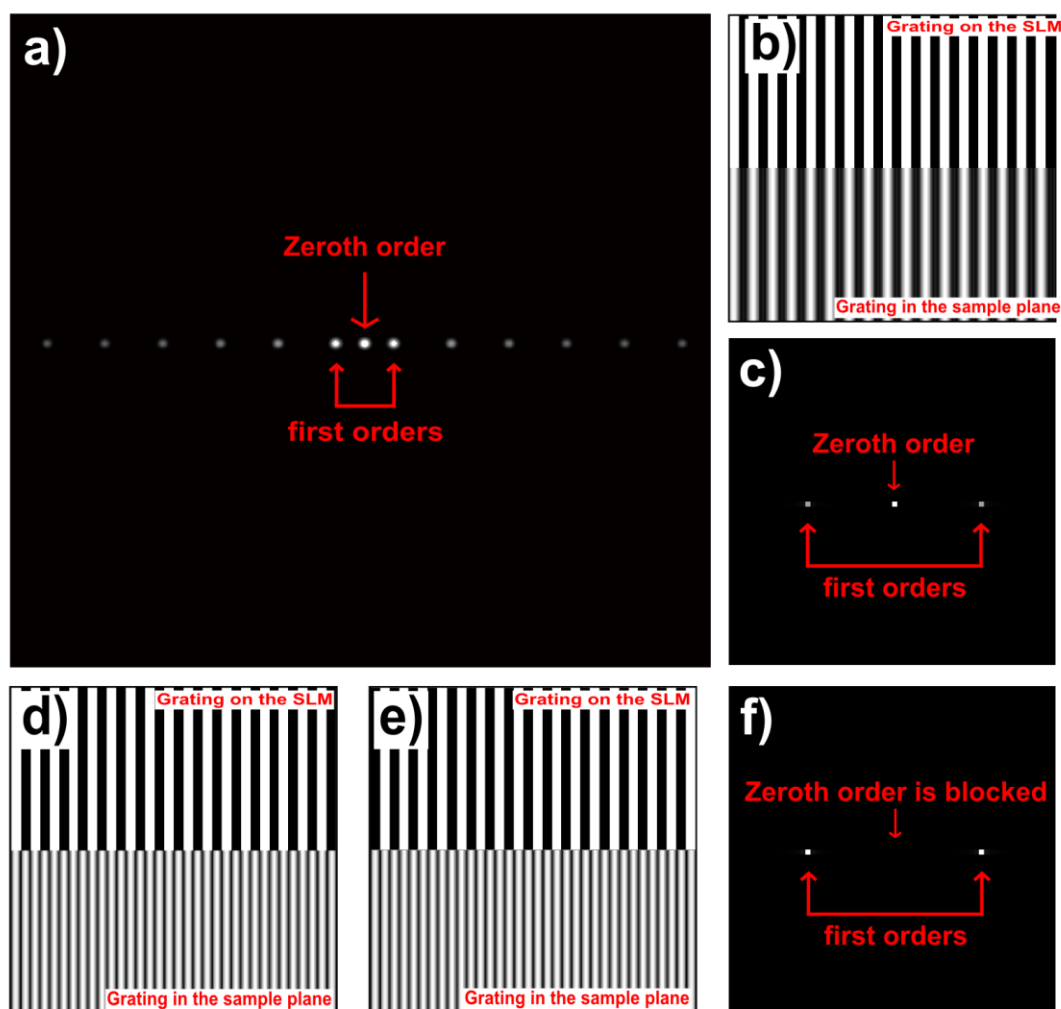 a)
Zeroth order
first orders
b)
Grating on the SLM
Grating in the sample plane
c)
Zeroth order
first orders
d)
Grating on the SLM
Grating in the sample plane
e)
Grating on the SLM
Grating in the sample plane
f)
Zeroth order is blocked
first orders